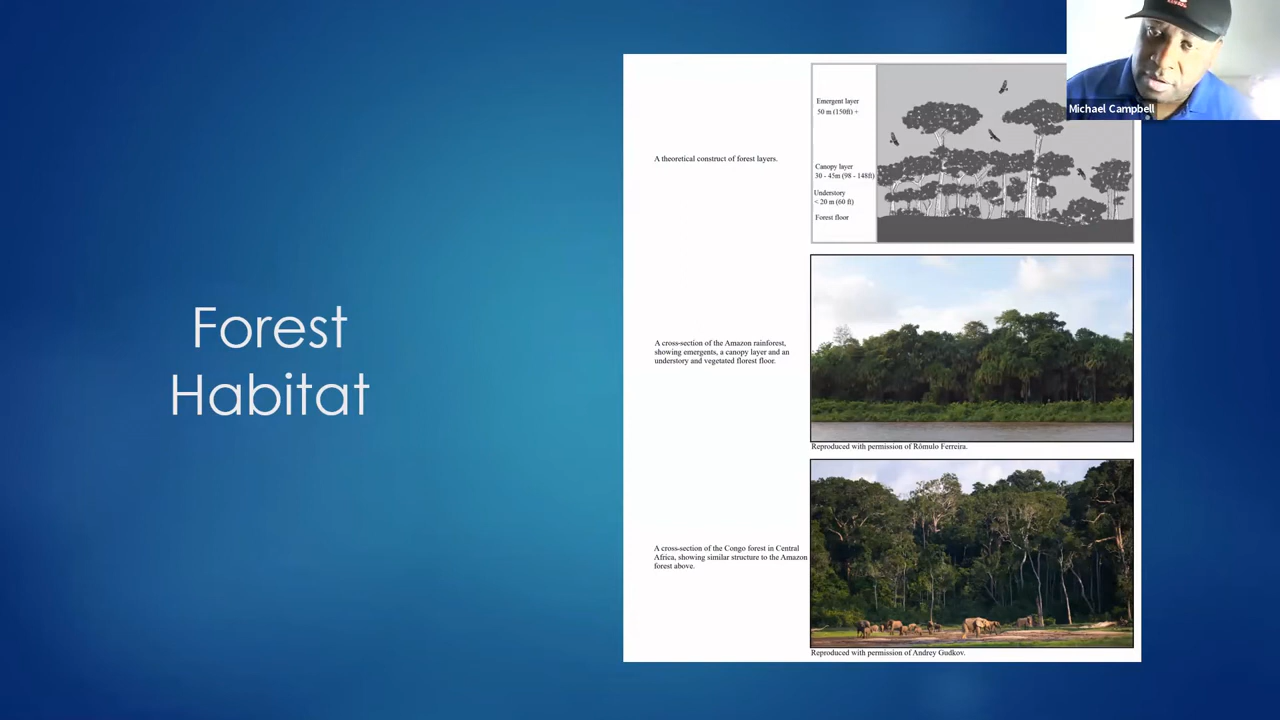 Forest
Habitat
A theoretical construct of forest layers.
Emergent layer
50 m (150ft) +
Canopy layer
30 - 45m (98 - 148ft)
Understory
< 20 m (60 ft)
Forest floor
Michael Campbell
A cross-section of the Amazon rainforest,
showing emergents, a canopy layer and an
understory and vegetated florest floor.
Reproduced with permission of Rômulo Ferreira.
A cross-section of the Congo forest in Central
Africa, showing similar structure to the Amazon
forest above.
Reproduced with permission of Andrey Gudkov.